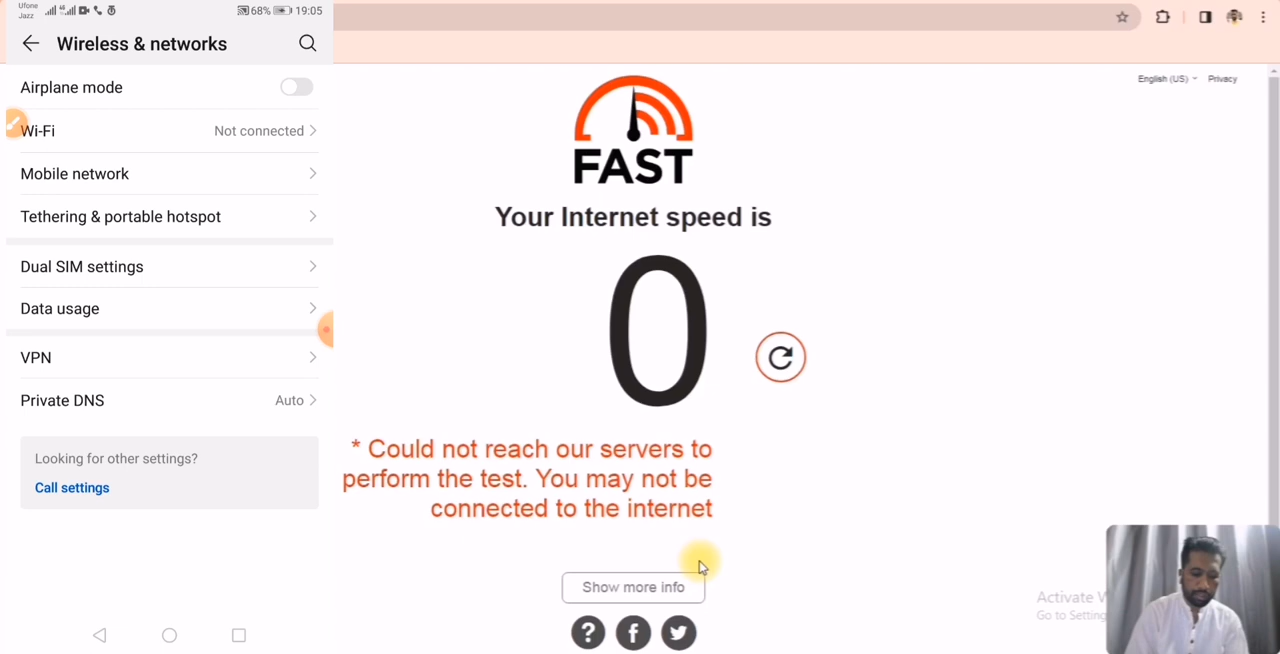 Ufone
Jazz
68%
19:05
Wireless & networks
Airplane mode
Wi-Fi
Not connected
Mobile network
Tethering & portable hotspot
Dual SIM settings
Data usage
VPN
Private DNS
Auto
Looking for other settings?
Call settings
English (US)
Privacy
FAST
Your Internet speed is
0
* Could not reach our servers to
perform the test. You may not be
connected to the internet
Show more info
Activate
Go to